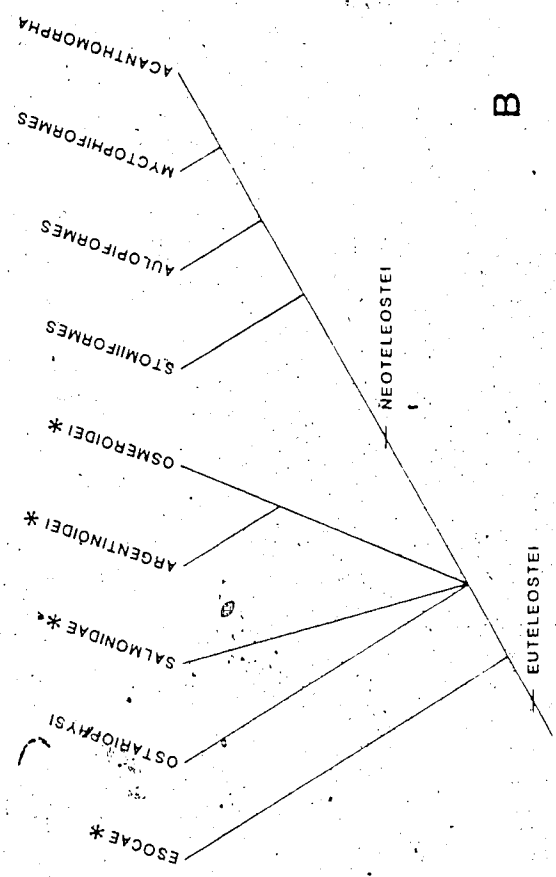 ESOCAE *
OSTARIOPHYSI
SALMONIDAE *
ARGENTINOIDEI *
OSMEROIDEI *
STOMIIFORMES
AULOPIFORMES
MYCTOPHIFORMES
ACANTHOMORPHA
NEOTELEOSTEI
EUTELEOSTEI
B